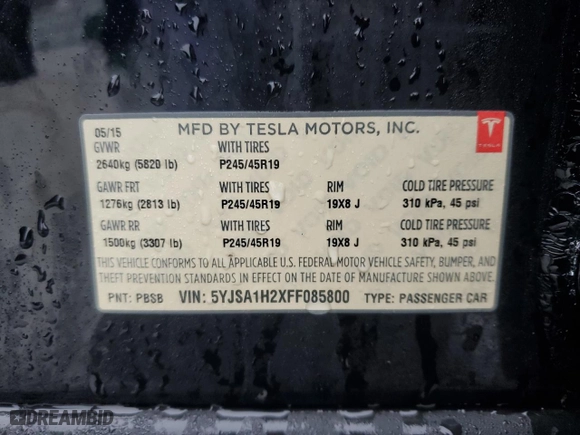 05/15 MFD BY TESLA MOTORS, INC.
GVWR WITH TIRES
2640kg (5820 lb) P245/45R19
GAWR FRT WITH TIRES RIM COLD TIRE PRESSURE
1276kg (2813 lb) P245/45R19 19X8 J 310 kPa, 45 psi
GAWR RR WITH TIRES RIM COLD TIRE PRESSURE
1500kg (3307 lb) P245/45R19 19X8 J 310 kPa, 45 psi
THIS VEHICLE CONFORMS TO ALL APPLICABLE U.S. FEDERAL MOTOR VEHICLE SAFETY, BUMPER, AND
THEFT PREVENTION STANDARDS IN EFFECT ON THE DATE OF MANUFACTURE SHOWN ABOVE.
PNT: PBSB VIN: 5YJSA1H2XFF085800 TYPE: PASSENGER CAR
TESLA
DREAMBID